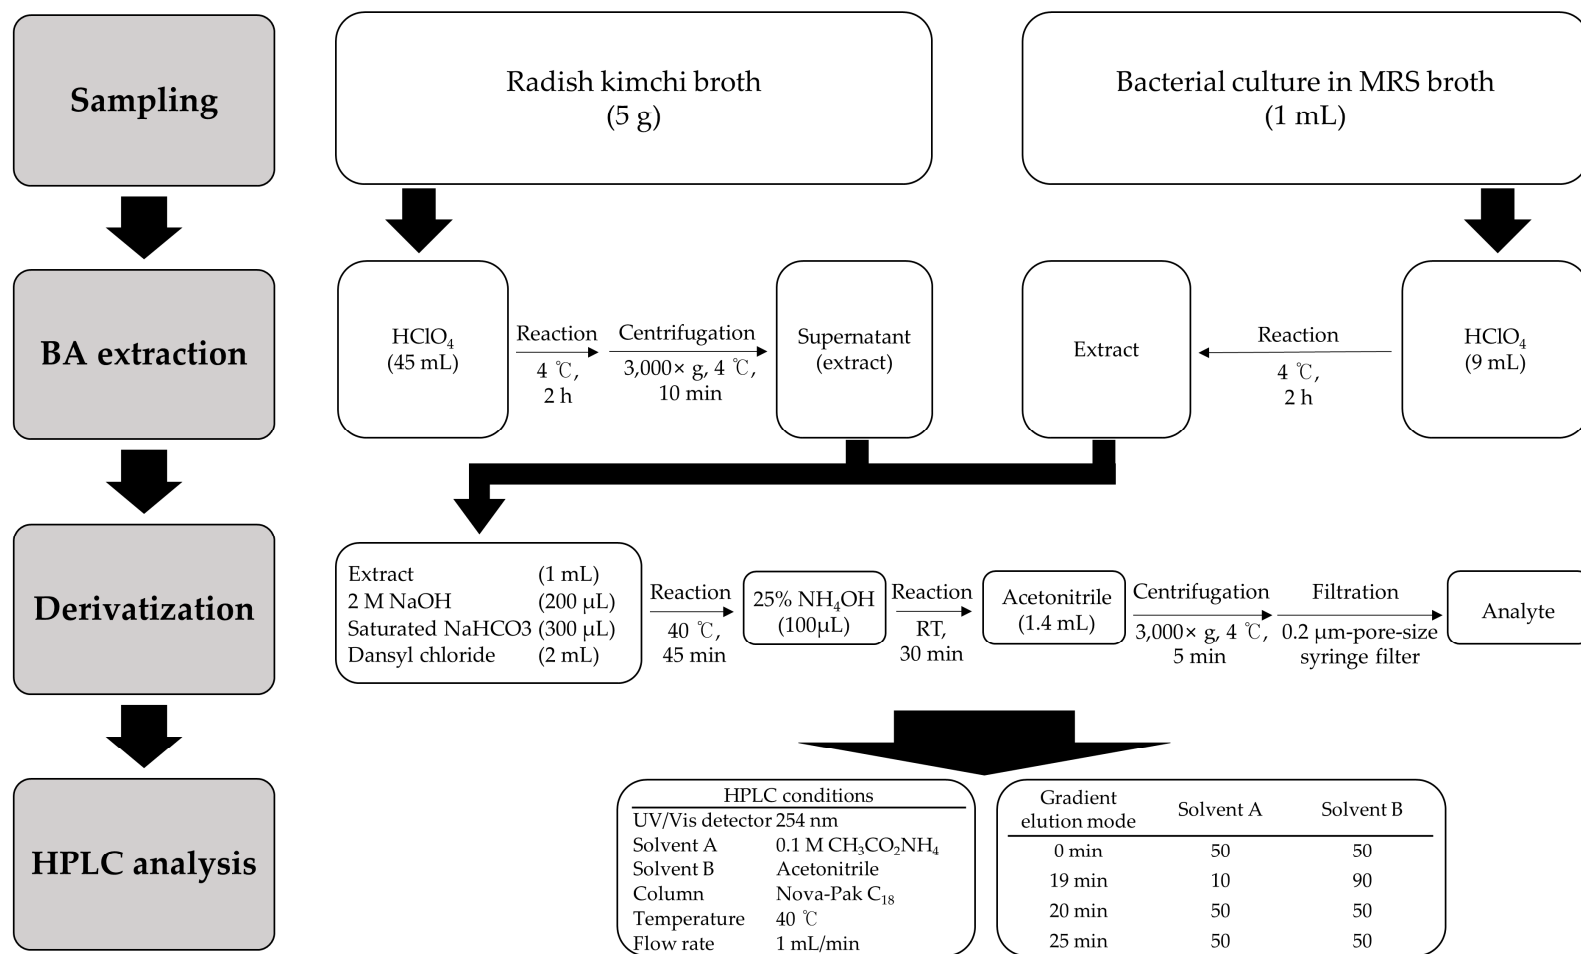 Sampling
Radish kimchi broth
(5 g)
Bacterial culture in MRS broth
(1 mL)
BA extraction
HClO₄
(45 mL)
Reaction
4 ℃,
2 h
Centrifugation
3,000× g, 4 ℃,
10 min
Supernatant
(extract)
Extract
Reaction
4 ℃,
2 h
HClO₄
(9 mL)
Derivatization
Extract (1 mL)
2 M NaOH (200 µL)
Saturated NaHCO3 (300 µL)
Dansyl chloride (2 mL)
Reaction
40 ℃,
45 min
25% NH₄OH
(100µL)
Reaction
RT,
30 min
Acetonitrile
(1.4 mL)
Centrifugation
3,000× g, 4 ℃,
5 min
Filtration
0.2 µm-pore-size
syringe filter
Analyte
HPLC analysis
HPLC conditions
UV/Vis detector 254 nm
Solvent A 0.1 M CH₃CO₂NH₄
Solvent B Acetonitrile
Column Nova-Pak C₁₈
Temperature 40 ℃
Flow rate 1 mL/min
Gradient
elution mode Solvent A Solvent B
0 min 50 50
19 min 10 90
20 min 50 50
25 min 50 50